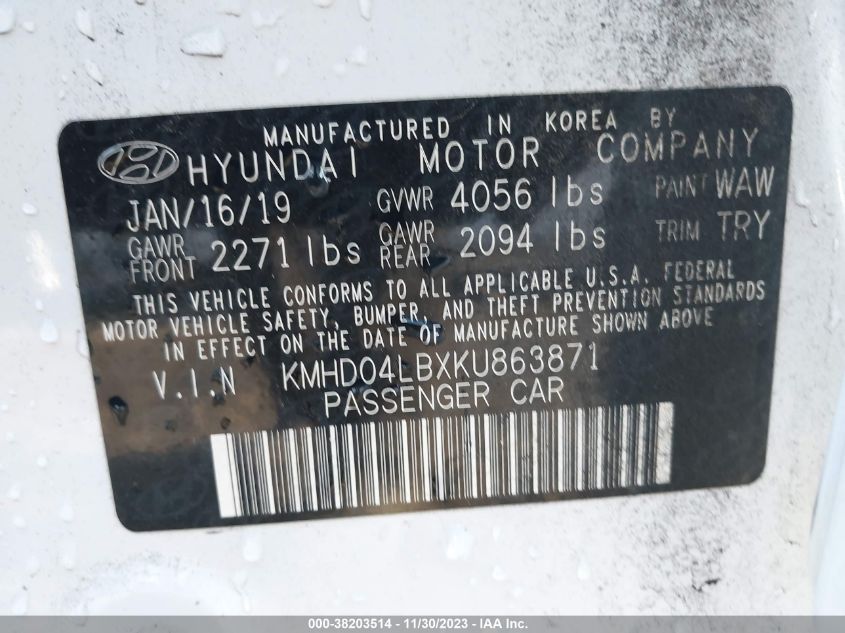 MANUFACTURED IN KOREA BY
HYUNDAI MOTOR COMPANY
JAN/16/19 GVWR 4056 lbs PAINT WAW
GAWR FRONT 2271 lbs GAWR REAR 2094 lbs TRIM TRY
THIS VEHICLE CONFORMS TO ALL APPLICABLE U.S.A. FEDERAL
MOTOR VEHICLE SAFETY, BUMPER, AND THEFT PREVENTION STANDARDS
IN EFFECT ON THE DATE OF MANUFACTURE SHOWN ABOVE
V.I.N KMHD04LBXKU863871
PASSENGER CAR
000-38203514 - 11/30/2023 - IAA Inc.